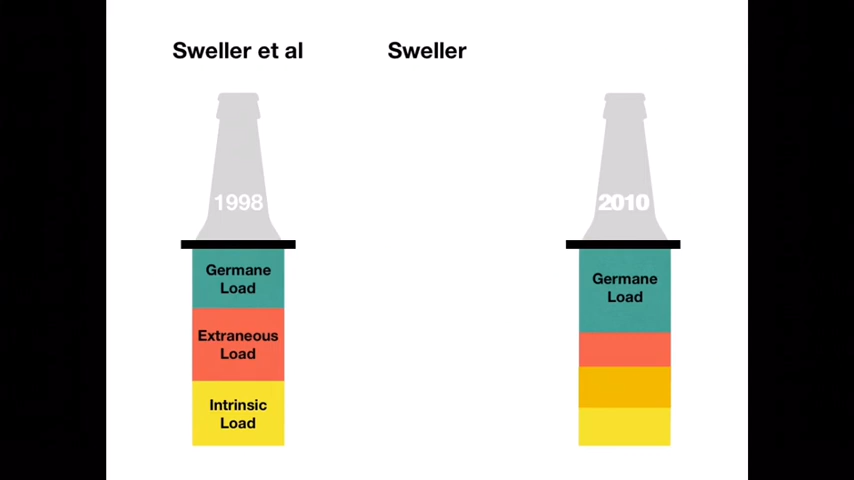 Sweller et al
Sweller
1998
2010
Germane
Load
Extraneous
Load
Intrinsic
Load
Germane
Load